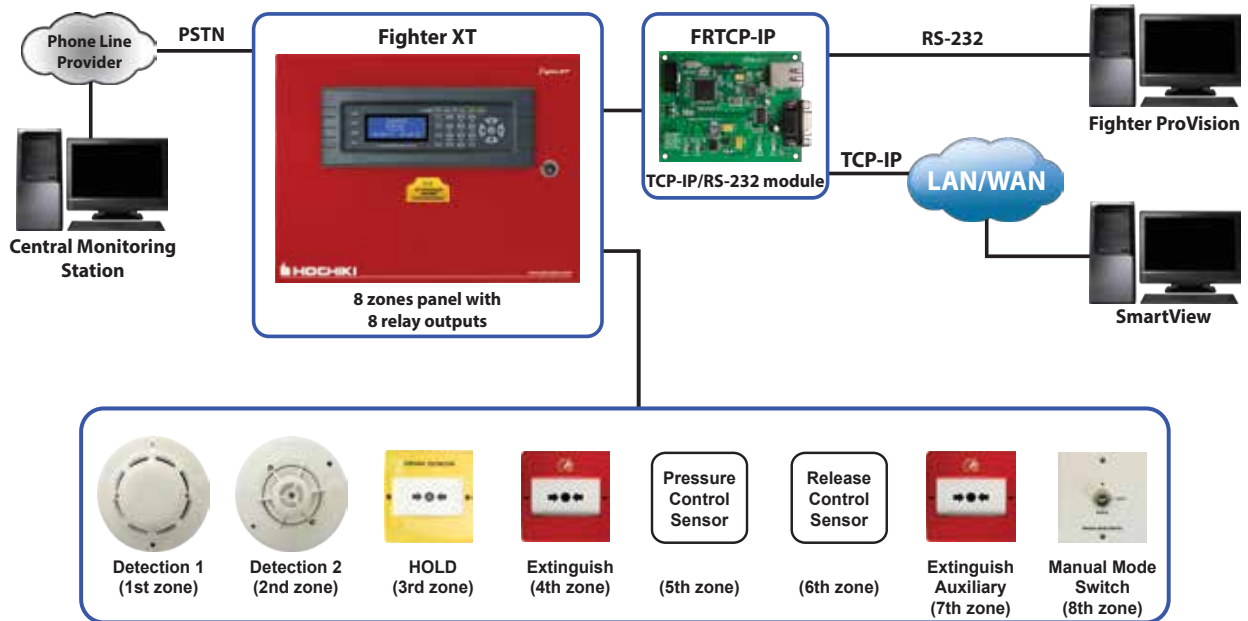 Phone Line
Provider
PSTN
Central Monitoring
Station
Fighter XT
HOCHIKI
8 zones panel with
8 relay outputs
FRTCP-IP
TCP-IP/RS-232 module
RS-232
Fighter ProVision
TCP-IP
LAN/WAN
SmartView
Detection 1
(1st zone)
Detection 2
(2nd zone)
HOLD
(3rd zone)
Extinguish
(4th zone)
Pressure
Control
Sensor
(5th zone)
Release
Control
Sensor
(6th zone)
Extinguish
Auxiliary
(7th zone)
Manual Mode
Switch
(8th zone)